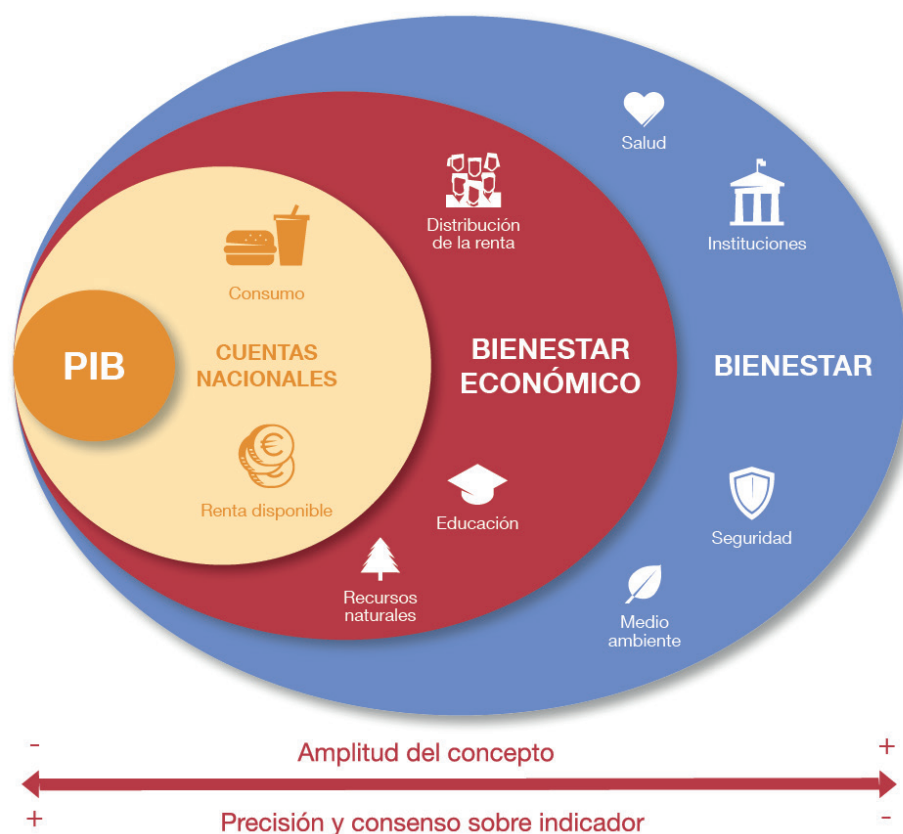 Salud
Instituciones
Distribución
de la renta
Consumo
PIB
CUENTAS
NACIONALES
BIENESTAR
ECONÓMICO
BIENESTAR
€
Renta disponible
Educación
Seguridad
Recursos
naturales
Medio
ambiente
- Amplitud del concepto +
+ Precisión y consenso sobre indicador -